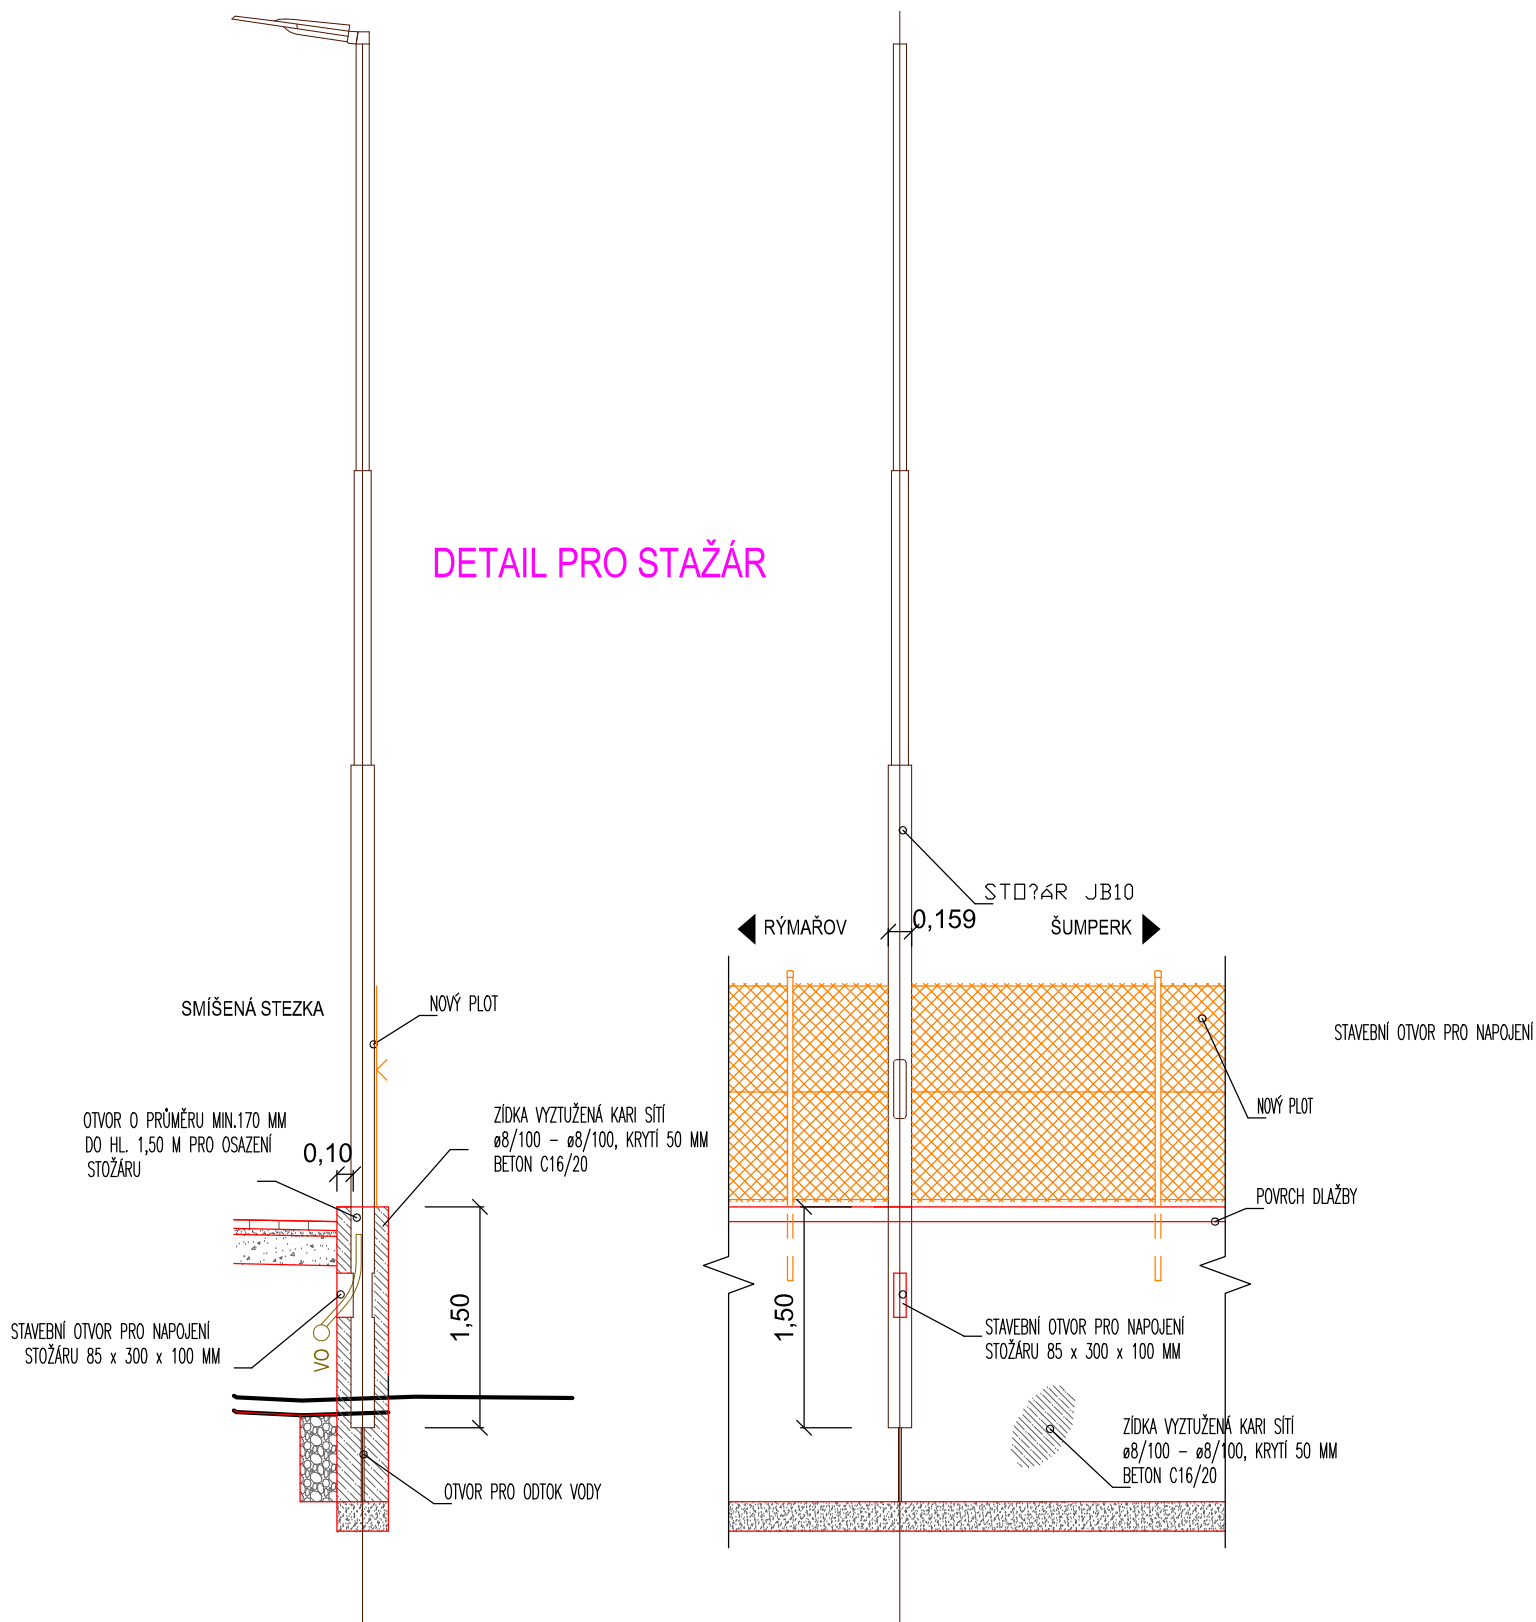 DETAIL PRO STAŽÁR
STO?ÁR JB10
0,159
RÝMAŘOV
ŠUMPERK
SMÍŠENÁ STEZKA
NOVÝ PLOT
STAVEBNÍ OTVOR PRO NAPOJENÍ
NOVÝ PLOT
OTVOR O PRŮMĚRU MIN.170 MM
DO HL. 1,50 M PRO OSAZENÍ
STOŽÁRU
0,10
ZÍDKA VYZTUŽENÁ KARI SÍTÍ
ø8/100 – ø8/100, KRYTÍ 50 MM
BETON C16/20
POVRCH DLAŽBY
STAVEBNÍ OTVOR PRO NAPOJENÍ
STOŽÁRU 85 x 300 x 100 MM
VO
1,50
1,50
STAVEBNÍ OTVOR PRO NAPOJENÍ
STOŽÁRU 85 x 300 x 100 MM
ZÍDKA VYZTUŽENÁ KARI SÍTÍ
ø8/100 – ø8/100, KRYTÍ 50 MM
BETON C16/20
OTVOR PRO ODTOK VODY